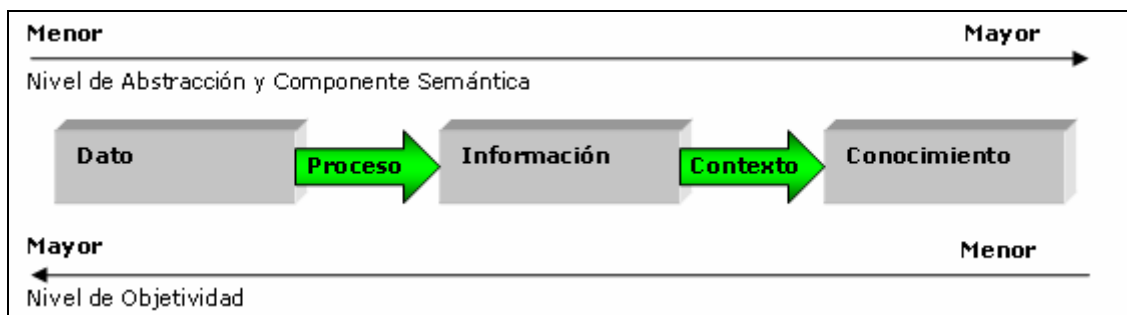 Menor Mayor
Nivel de Abstracción y Componente Semántica
Dato Proceso Información Contexto Conocimiento
Mayor Menor
Nivel de Objetividad